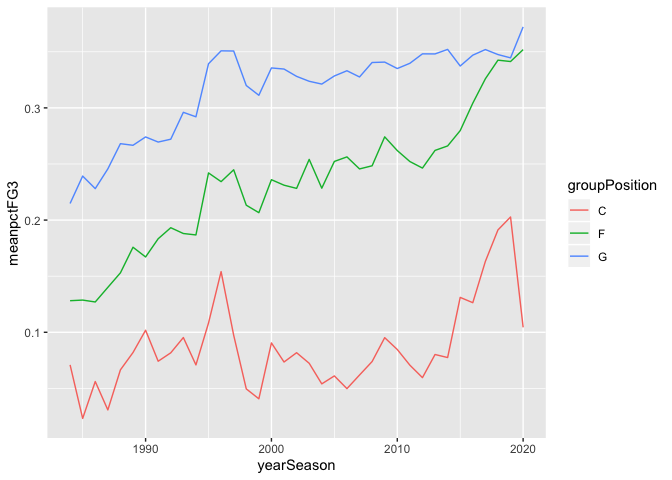 meanpctFG3
0.3
0.2
0.1
1990 2000 2010 2020
yearSeason
groupPosition
C
F
G